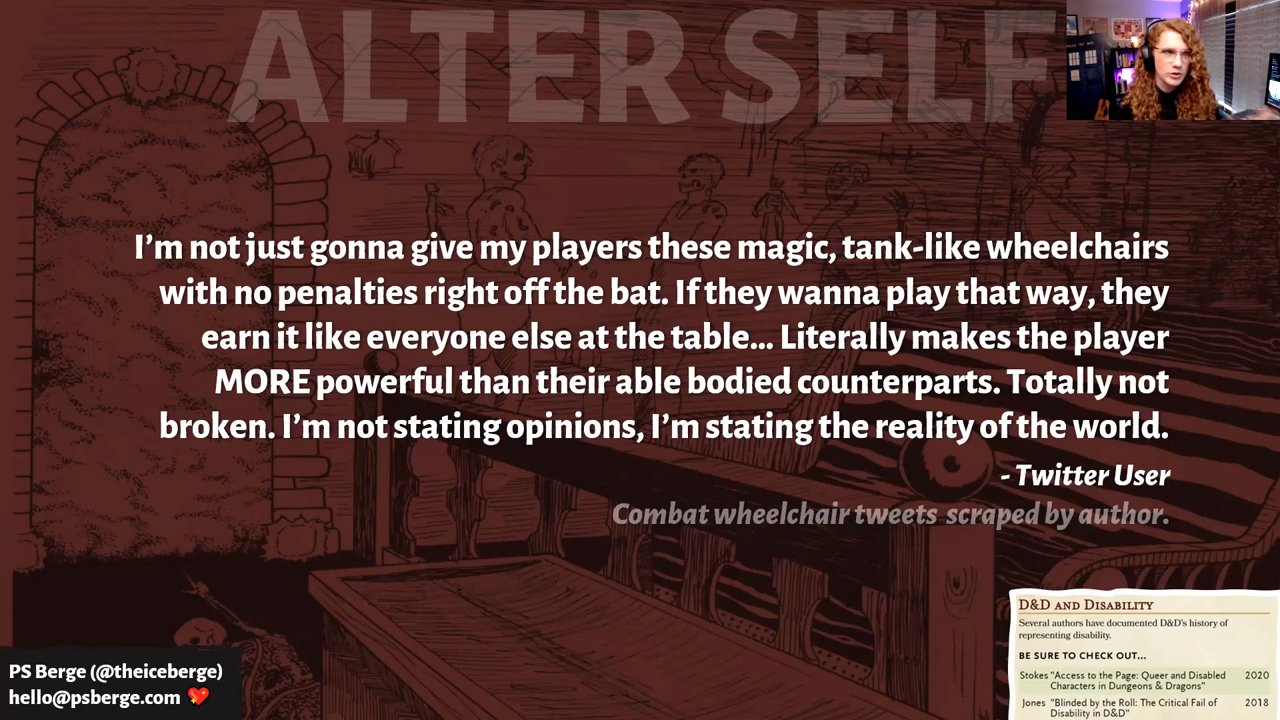 ALTER SELF
I'm not just gonna give my players these magic, tank-like wheelchairs
with no penalties right off the bat. If they wanna play that way, they
earn it like everyone else at the table... Literally makes the player
MORE powerful than their able bodied counterparts. Totally not
broken. I'm not stating opinions, I'm stating the reality of the world.
- Twitter User
Combat wheelchair tweets scraped by author.
PS Berge (@theiceberge)
hello@psberge.com 💖
D&D AND DISABILITY
Several authors have documented D&D's history of
representing disability.
BE SURE TO CHECK OUT...
Stokes "Access to the Page: Queer and Disabled 2020
Characters in Dungeons & Dragons"
Jones "Blinded by the Roll: The Critical Fail of 2018
Disability in D&D"